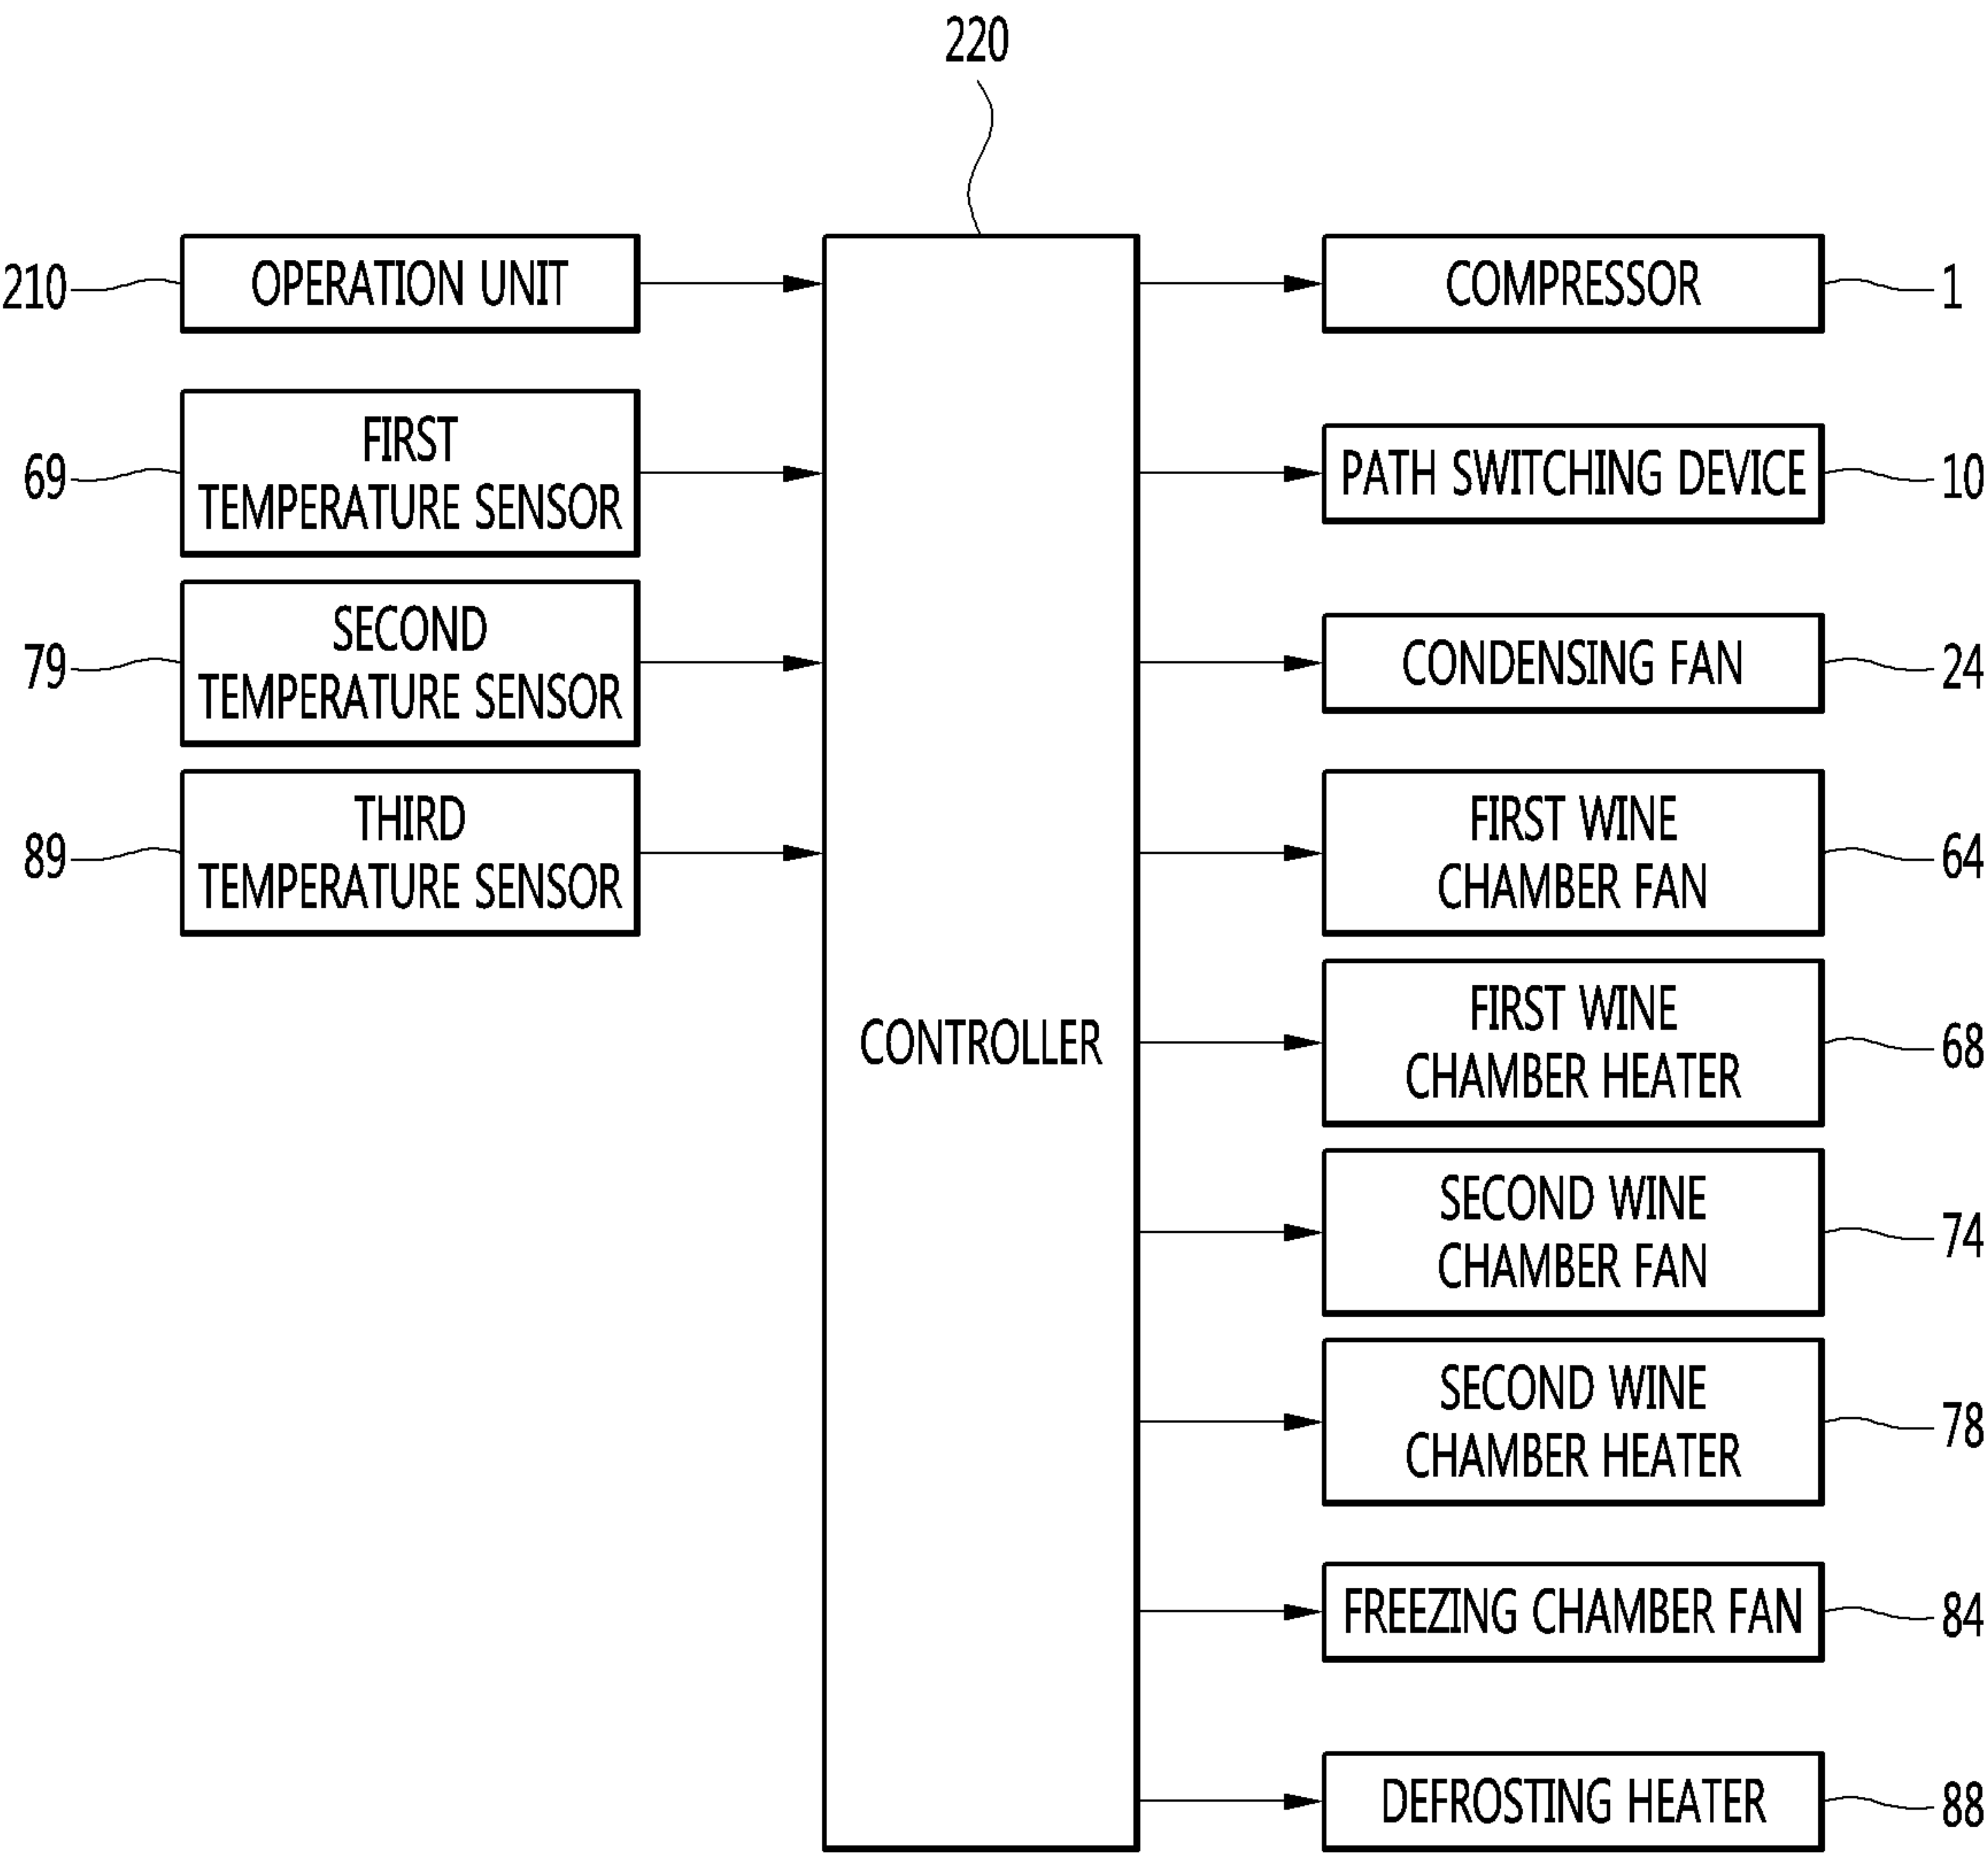 220
210
OPERATION UNIT
COMPRESSOR
1
69
FIRST
TEMPERATURE SENSOR
PATH SWITCHING DEVICE
10
79
SECOND
TEMPERATURE SENSOR
CONDENSING FAN
24
89
THIRD
TEMPERATURE SENSOR
FIRST WINE
CHAMBER FAN
64
CONTROLLER
FIRST WINE
CHAMBER HEATER
68
SECOND WINE
CHAMBER FAN
74
SECOND WINE
CHAMBER HEATER
78
FREEZING CHAMBER FAN
84
DEFROSTING HEATER
88